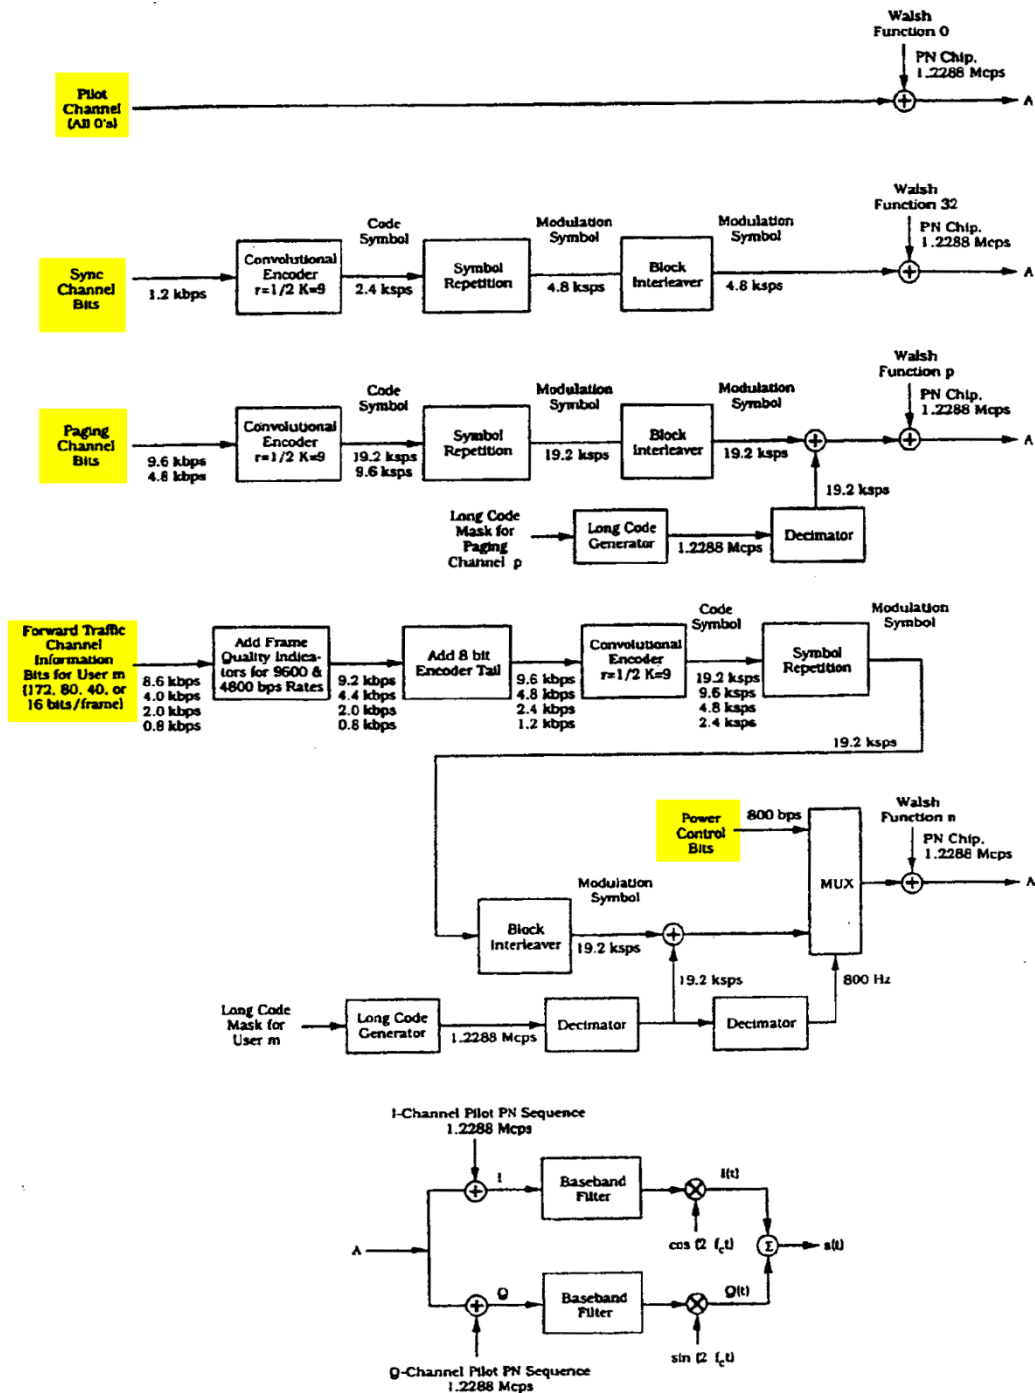 Walsh
Function 0
PN Chip.
1.2288 Mcps
Pilot
Channel
(All 0's)
A
Walsh
Function 32
PN Chip.
1.2288 Mcps
Code
Symbol
Modulation
Symbol
Modulation
Symbol
Sync
Channel
Bits
1.2 kbps
Convolutional
Encoder
r=1/2 K=9
2.4 ksps
Symbol
Repetition
4.8 ksps
Block
Interleaver
4.8 ksps
A
Walsh
Function p
PN Chip.
1.2288 Mcps
Code
Symbol
Modulation
Symbol
Modulation
Symbol
Paging
Channel
Bits
9.6 kbps
4.8 kbps
Convolutional
Encoder
r=1/2 K=9
19.2 ksps
9.6 ksps
Symbol
Repetition
19.2 ksps
Block
Interleaver
19.2 ksps
A
19.2 ksps
Long Code
Mask for
Paging
Channel p
Long Code
Generator
1.2288 Mcps
Decimator
Forward Traffic
Channel
Information
Bits for User m
(172, 80, 40, or
16 bits/frame)
8.6 kbps
4.0 kbps
2.0 kbps
0.8 kbps
Add Frame
Quality Indica-
tors for 9600 &
4800 bps Rates
9.2 kbps
4.4 kbps
2.0 kbps
0.8 kbps
Add 8 bit
Encoder Tail
9.6 kbps
4.8 kbps
2.4 kbps
1.2 kbps
Convolutional
Encoder
r=1/2 K=9
Code
Symbol
19.2 ksps
9.6 ksps
4.8 ksps
2.4 ksps
Symbol
Repetition
Modulation
Symbol
19.2 ksps
Power
Control
Bits
800 bps
MUX
Walsh
Function n
PN Chip.
1.2288 Mcps
A
Block
Interleaver
Modulation
Symbol
19.2 ksps
19.2 ksps
800 Hz
Long Code
Mask for
User m
Long Code
Generator
1.2288 Mcps
Decimator
Decimator
I-Channel Pilot PN Sequence
1.2288 Mcps
I
Baseband
Filter
I(t)
cos (2 f_c t)
A
Σ
s(t)
Q
Baseband
Filter
Q(t)
sin (2 f_c t)
Q-Channel Pilot PN Sequence
1.2288 Mcps